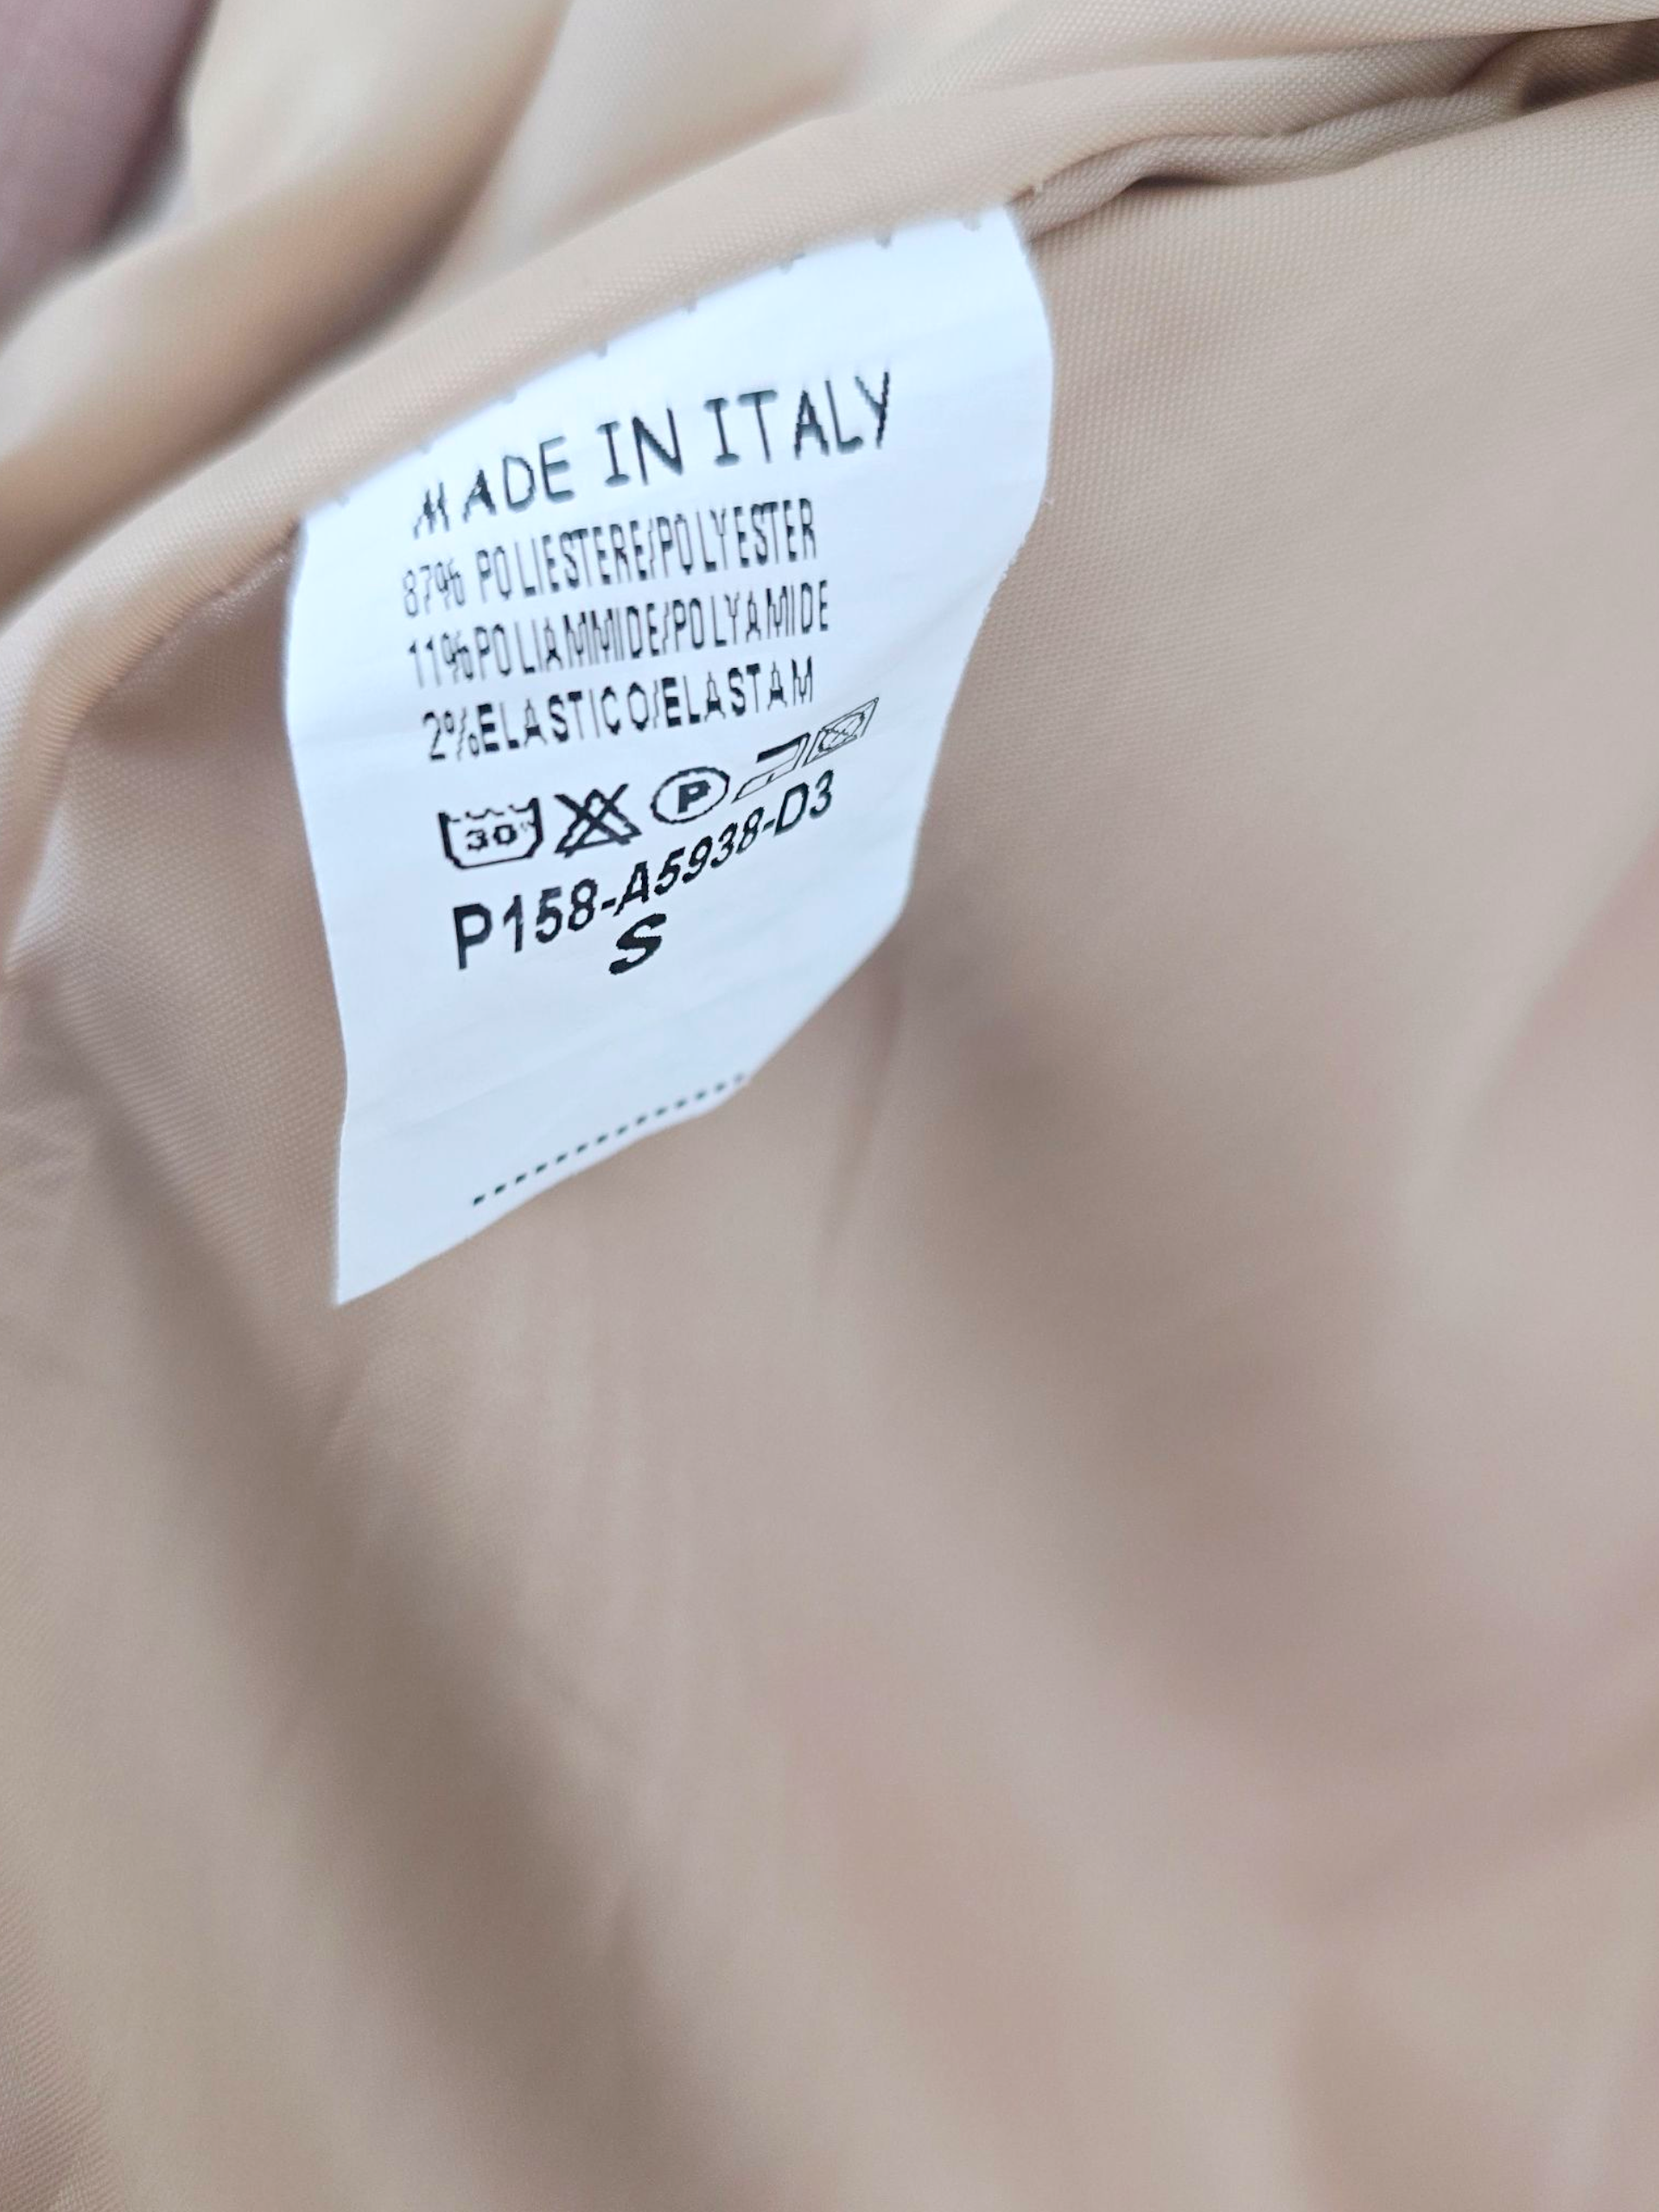 MADE IN ITALY
87% POLIESTERE/POLYESTER
11%POLIAMMIDE/POLYAMIDE
2%ELASTICO/ELASTAM
30° P
P158-A5938-D3
S